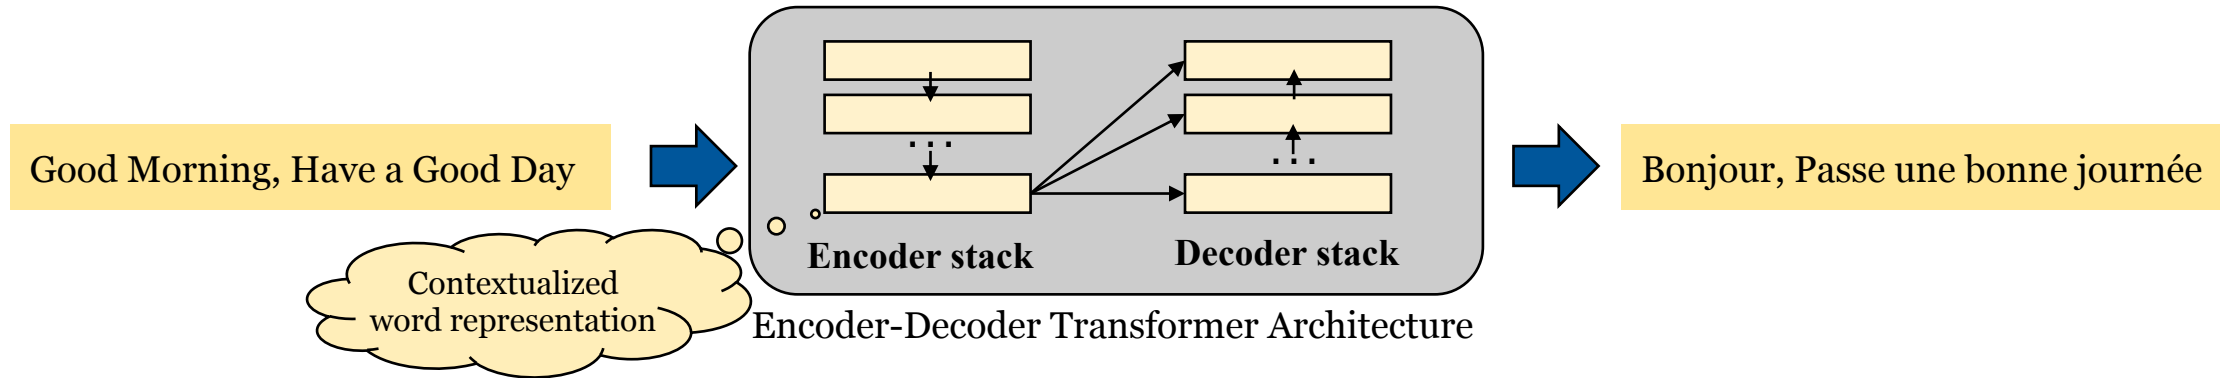 Good Morning, Have a Good Day
...
...
Encoder stack
Decoder stack
Contextualized
word representation
Encoder-Decoder Transformer Architecture
Bonjour, Passe une bonne journée